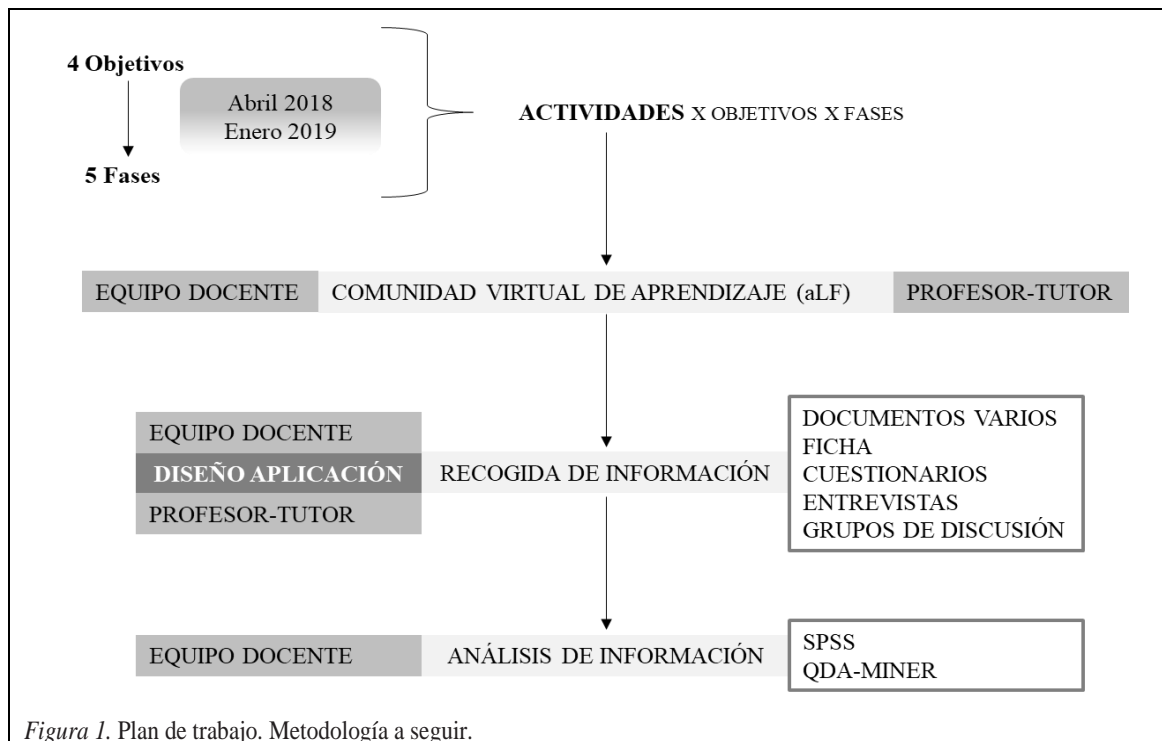 4 Objetivos
Abril 2018
Enero 2019
5 Fases
ACTIVIDADES X OBJETIVOS X FASES
EQUIPO DOCENTE
COMUNIDAD VIRTUAL DE APRENDIZAJE (aLF)
PROFESOR-TUTOR
EQUIPO DOCENTE
DISEÑO APLICACIÓN
PROFESOR-TUTOR
RECOGIDA DE INFORMACIÓN
DOCUMENTOS VARIOS
FICHA
CUESTIONARIOS
ENTREVISTAS
GRUPOS DE DISCUSIÓN
EQUIPO DOCENTE
ANÁLISIS DE INFORMACIÓN
SPSS
QDA-MINER
Figura 1. Plan de trabajo. Metodología a seguir.